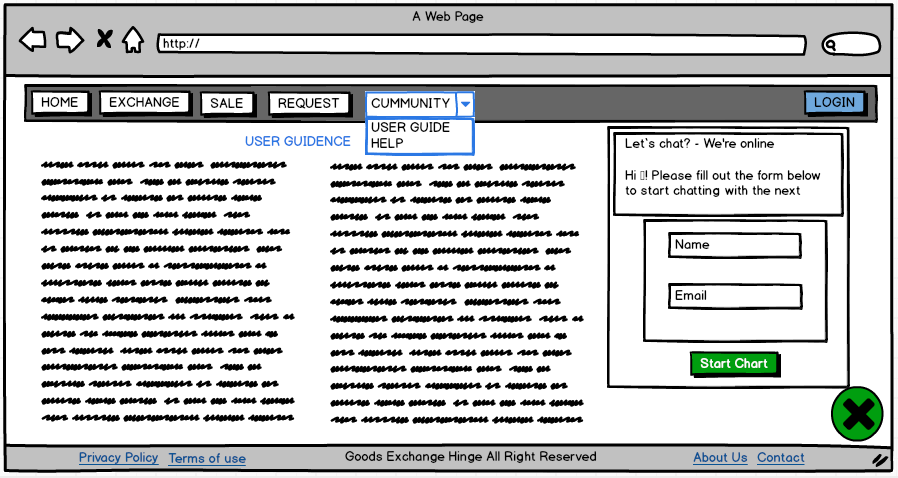 A Web Page
http://
HOME EXCHANGE SALE REQUEST CUMMUNITY LOGIN
USER GUIDE
HELP
USER GUIDENCE
Let`s chat? - We're online
Hi ▯! Please fill out the form below
to start chatting with the next
Name
Email
Start Chart
Privacy Policy Terms of use Goods Exchange Hinge All Right Reserved About Us Contact